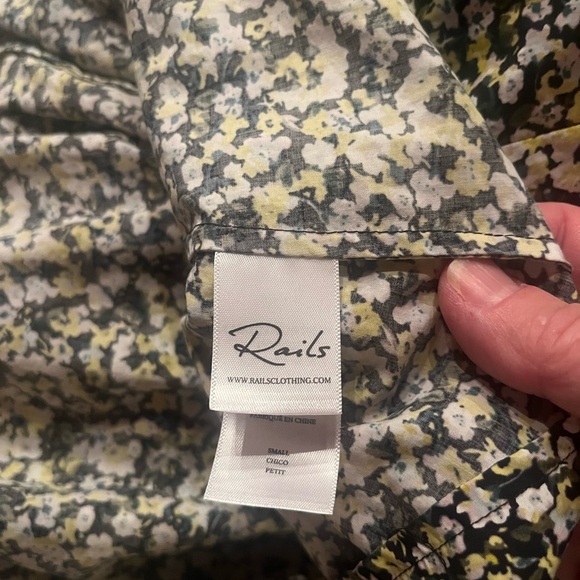 Rails
WWW.RAILSCLOTHING.COM
FABRIQUE EN CHINE
SMALL
CHICO
PETIT